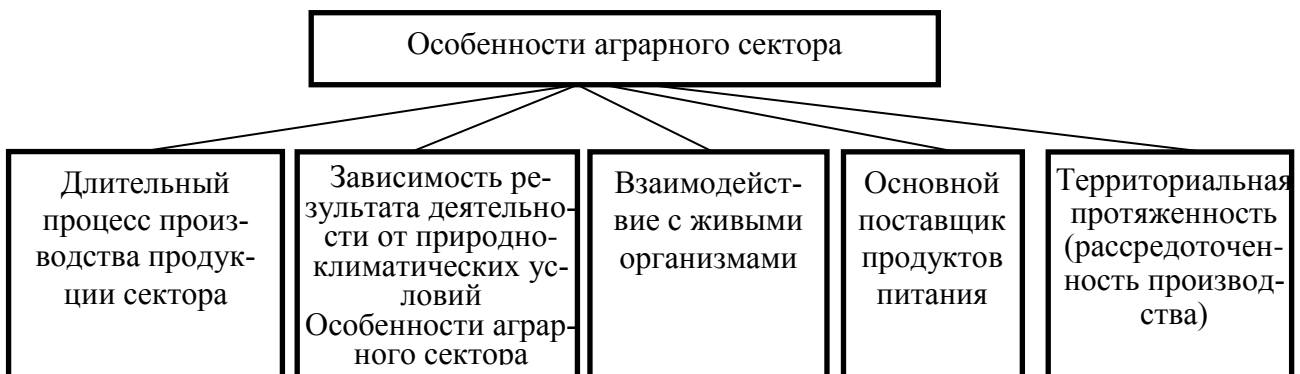 Особенности аграрного сектора
Длительный
процесс произ-
водства продук-
ции сектора
Зависимость ре-
зультата деятельно-
сти от природно-
климатических ус-
ловий
Особенности аграр-
ного сектора
Взаимодейст-
вие с живыми
организмами
Основной
поставщик
продуктов
питания
Территориальная
протяженность
(рассредоточен-
ность производ-
ства)